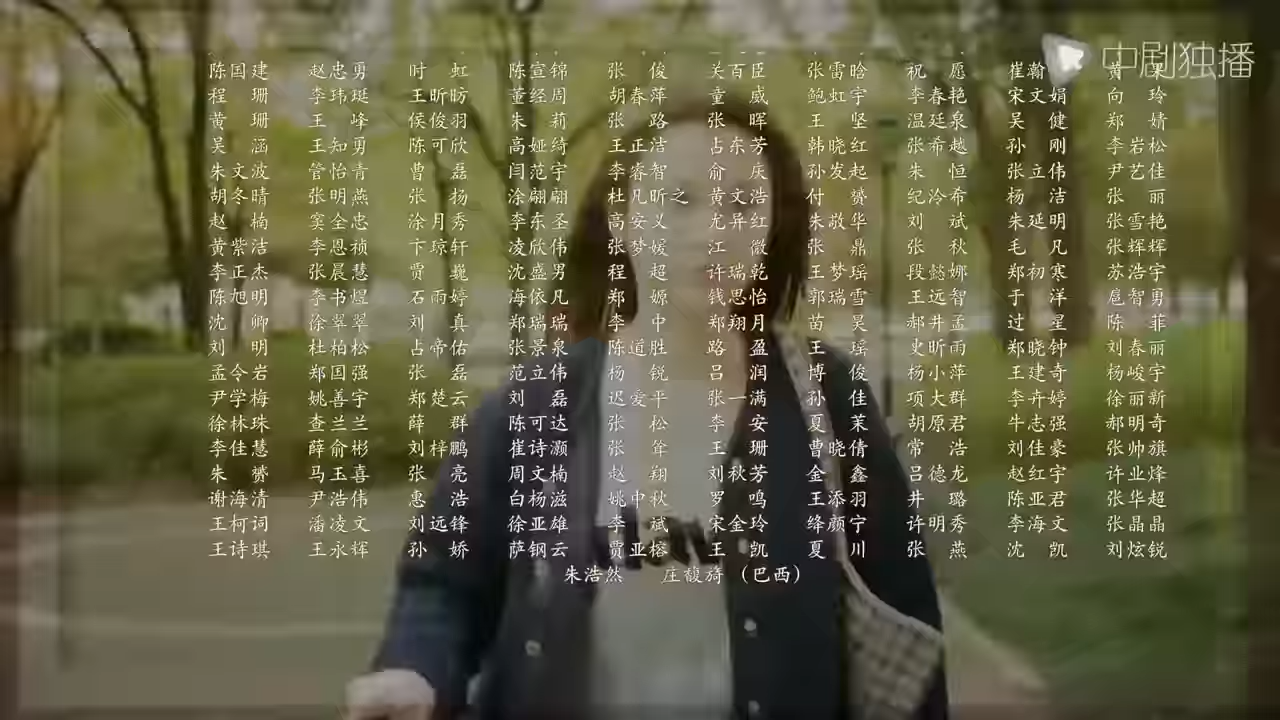 中剧独播
陈国建 赵忠勇 时虹 陈宣锦 张俊 关百臣 张雷晗 祝愿 崔瀚 黄果
程珊 李玮珽 王昕昉 董经周 胡春萍 童威 鲍虹宇 李春艳 宋文娟 向玲
黄珊 王峰 侯俊羽 朱莉 张路 张晖 王坚 温廷泉 吴健 郑婧
吴涵 王知勇 陈可欣 高娅绮 王正洁 占东芳 韩晓红 张希越 孙刚 李岩松
朱文波 管怡青 曹磊 闫范宇 李睿智 俞庆 孙发起 朱恒 张立伟 尹艺佳
胡冬晴 张明燕 张扬 涂翩翩 杜凡昕之 黄文浩 付赟 纪泠希 杨洁 张丽
赵楠 窦全忠 涂月秀 李东圣 高安义 尤异红 朱敬华 刘斌 朱延明 张雪艳
黄紫洁 李恩祯 卞琼轩 凌欣伟 张梦媛 江微 张鼎 张秋 毛凡 张辉辉
李正杰 张晨慧 贾巍 沈盛男 程超 许瑞乾 王梦瑶 段懿娜 郑初寒 苏浩宇
陈旭明 李书煜 石雨婷 海依凡 郑嫄 钱思怡 郭瑞雪 王远智 于洋 扈智勇
沈卿 徐翠翠 刘真 郑瑞瑞 李中 郑翔月 苗昊 郝井孟 过星 陈菲
刘明 杜柏松 占帝佑 张景泉 陈道胜 路盈 王瑶 史昕雨 郑晓钟 刘春丽
孟令岩 郑国强 张磊 范立伟 杨锐 吕润 博俊 杨小萍 王建奇 杨峻宇
尹学梅 姚善宇 郑楚云 刘磊 迟爱平 张一满 孙佳 项大群 李卉婷 徐丽新
徐林珠 查兰兰 薛群 陈可达 张松 李安 夏茉 胡原君 牛志强 郝明奇
李佳慧 薛俞彬 刘梓鹏 崔诗灏 张耸 王珊 曹晓倩 常浩 刘佳豪 张帅旗
朱赟 马玉喜 张亮 周文楠 赵翔 刘秋芳 金鑫 吕德龙 赵红宇 许业烽
谢海清 尹浩伟 惠浩 白杨滋 姚中秋 罗鸣 王添羽 井璐 陈亚君 张华超
王柯词 潘凌文 刘远锋 徐亚雄 李斌 宋金玲 绛颜宁 许明秀 李海文 张晶晶
王诗琪 王永辉 孙娇 萨钢云 贾亚榕 王凯 夏川 张燕 沈凯 刘炫锐
朱浩然 庄馥旖（巴西）